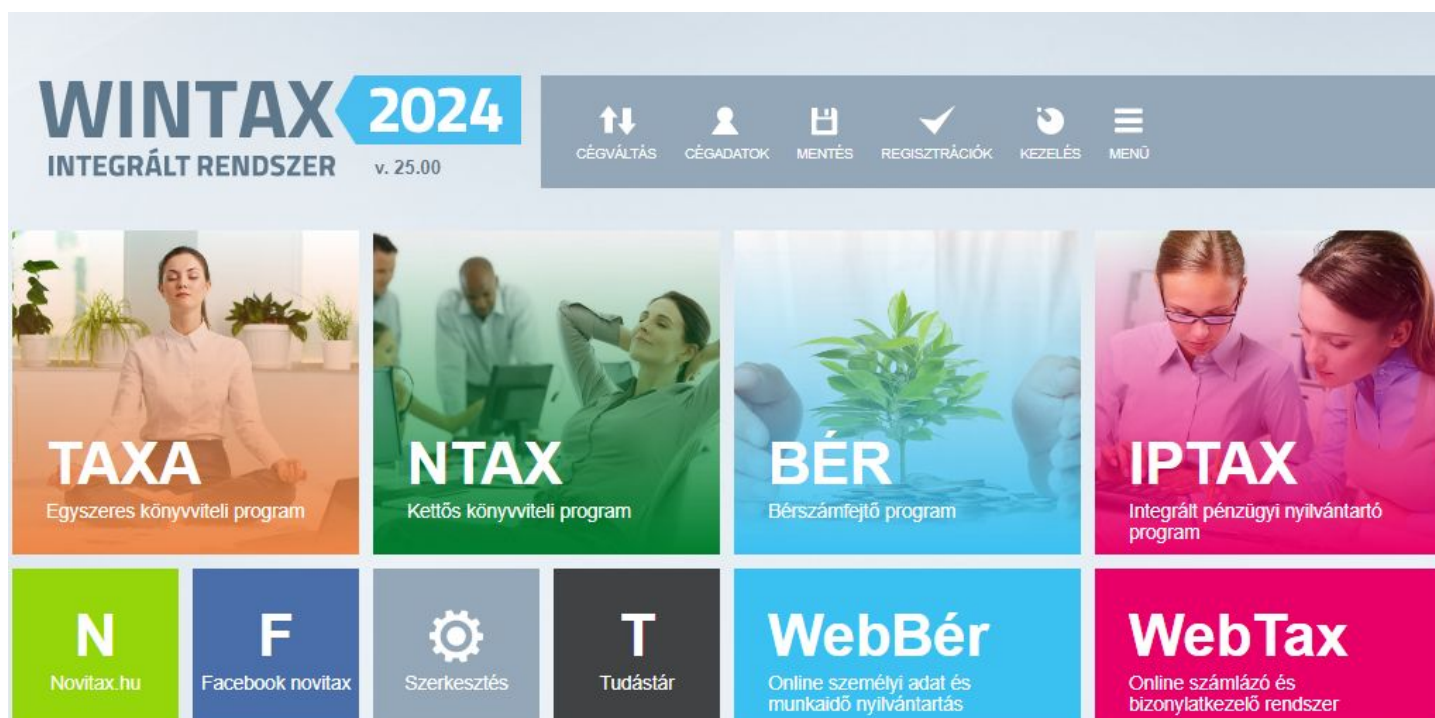 WINTAX 2024
INTEGRÁLT RENDSZER v. 25.00
CÉGVÁLTÁS CÉGADATOK MENTÉS REGISZTRÁCIÓK KEZELÉS MENÜ
TAXA
Egyszeres könyvviteli program
NTAX
Kettős könyvviteli program
BÉR
Bérszámfejtő program
IPTAX
Integrált pénzügyi nyilvántartó
program
N
Novitax.hu
F
Facebook novitax
Szerkesztés
T
Tudástár
WebBér
Online személyi adat és
munkaidő nyilvántartás
WebTax
Online számlázó és
bizonylatkezelő rendszer